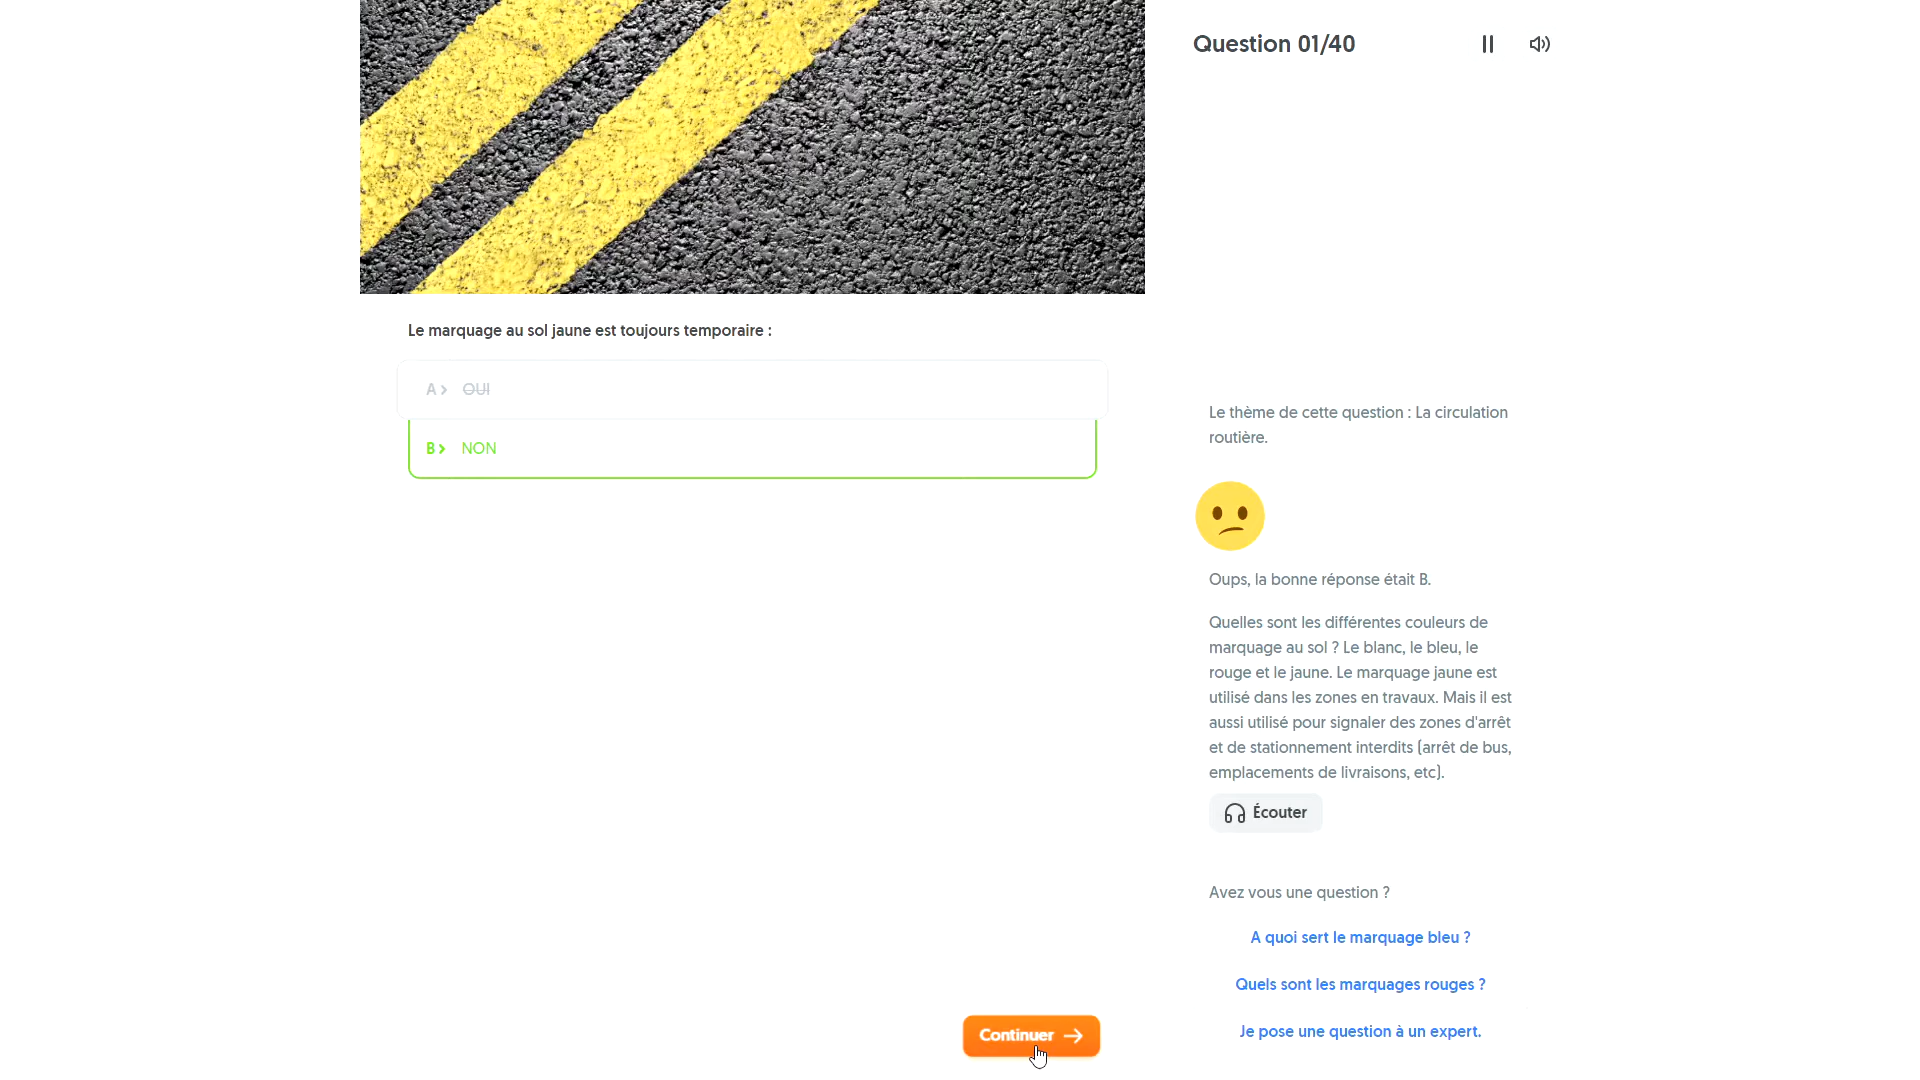 Question 01/40
Le marquage au sol jaune est toujours temporaire :
A > OUI
B > NON
Continuer →
Le thème de cette question : La circulation
routière.
Oups, la bonne réponse était B.
Quelles sont les différentes couleurs de
marquage au sol ? Le blanc, le bleu, le
rouge et le jaune. Le marquage jaune est
utilisé dans les zones en travaux. Mais il est
aussi utilisé pour signaler des zones d'arrêt
et de stationnement interdits (arrêt de bus,
emplacements de livraisons, etc).
Écouter
Avez vous une question ?
A quoi sert le marquage bleu ?
Quels sont les marquages rouges ?
Je pose une question à un expert.